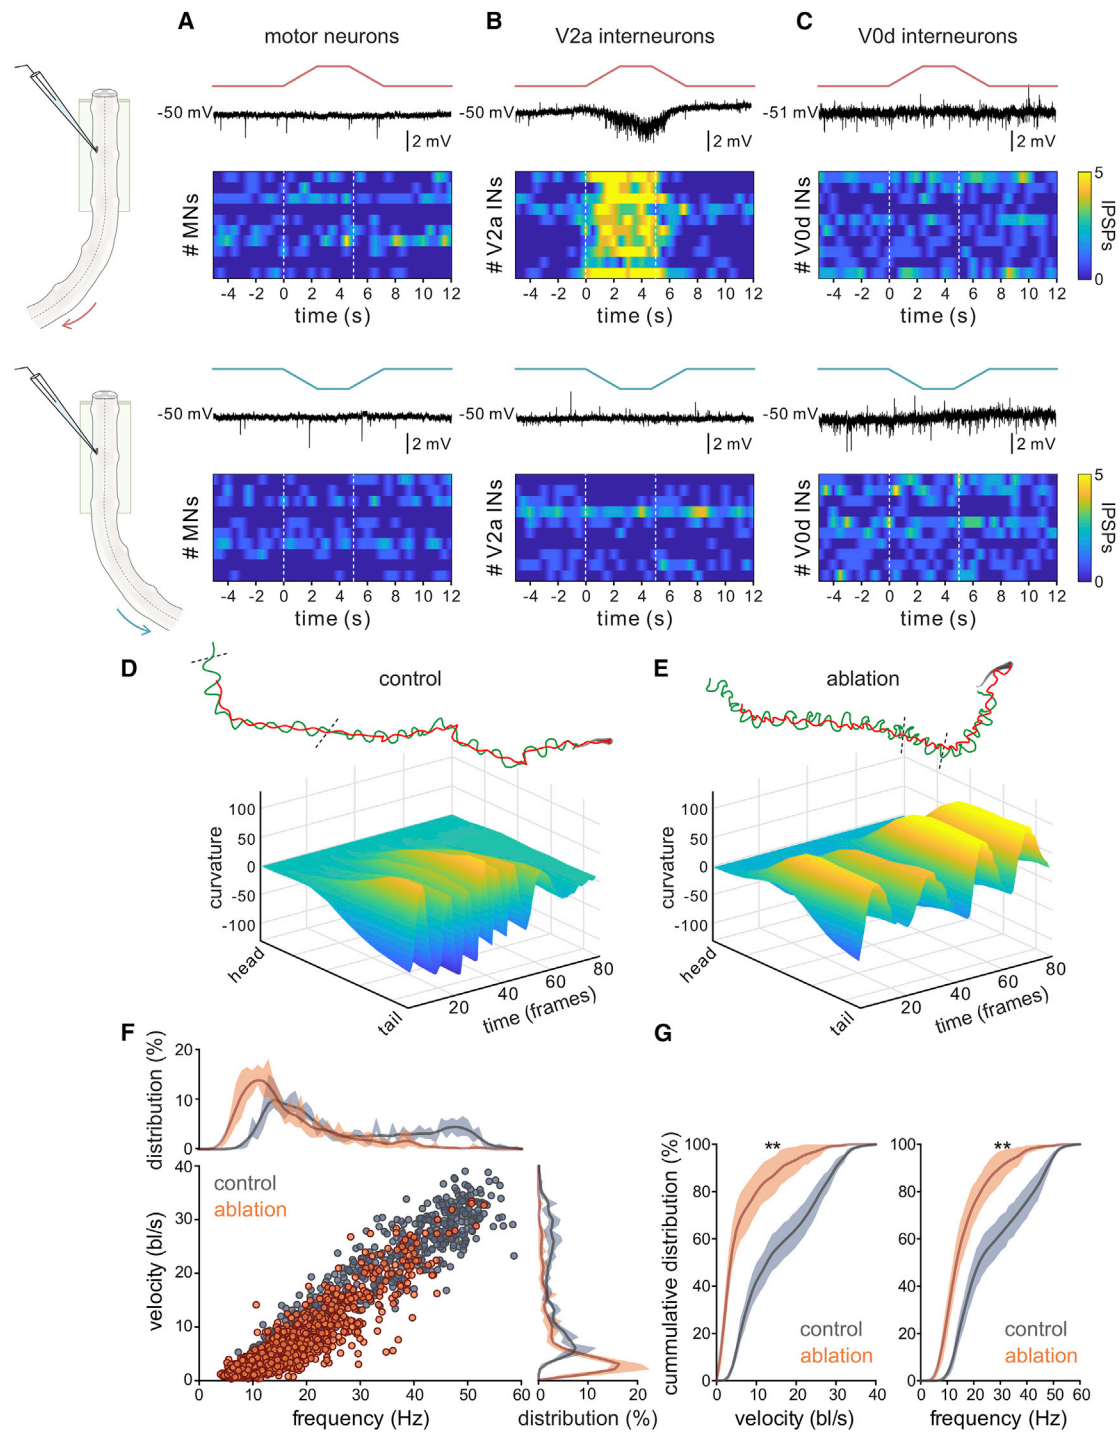 A
motor neurons
-50 mV
2 mV
# MNs
-4 -2 0 2 4 6 8 10 12
time (s)
B
V2a interneurons
-50 mV
2 mV
# V2a INs
-4 -2 0 2 4 6 8 10 12
time (s)
C
V0d interneurons
-51 mV
2 mV
# V0d INs
-4 -2 0 2 4 6 8 10 12
time (s)
5
0
IPSPs
-50 mV
2 mV
# MNs
-4 -2 0 2 4 6 8 10 12
time (s)
-50 mV
2 mV
# V2a INs
-4 -2 0 2 4 6 8 10 12
time (s)
-50 mV
2 mV
# V0d INs
-4 -2 0 2 4 6 8 10 12
time (s)
5
0
IPSPs
D
control
curvature
100
50
0
-50
-100
head
tail
20 40 60 80
time (frames)
E
ablation
curvature
100
50
0
-50
-100
head
tail
20 40 60 80
time (frames)
F
distribution (%)
20
10
0
velocity (bl/s)
40
30
20
10
0
control
ablation
0 10 20 30 40 50 60
frequency (Hz)
0 10 20
distribution (%)
G
cummulative distribution (%)
100
80
60
40
20
0
**
control
ablation
0 10 20 30 40
velocity (bl/s)
100
80
60
40
20
0
**
control
ablation
0 10 20 30 40 50 60
frequency (Hz)